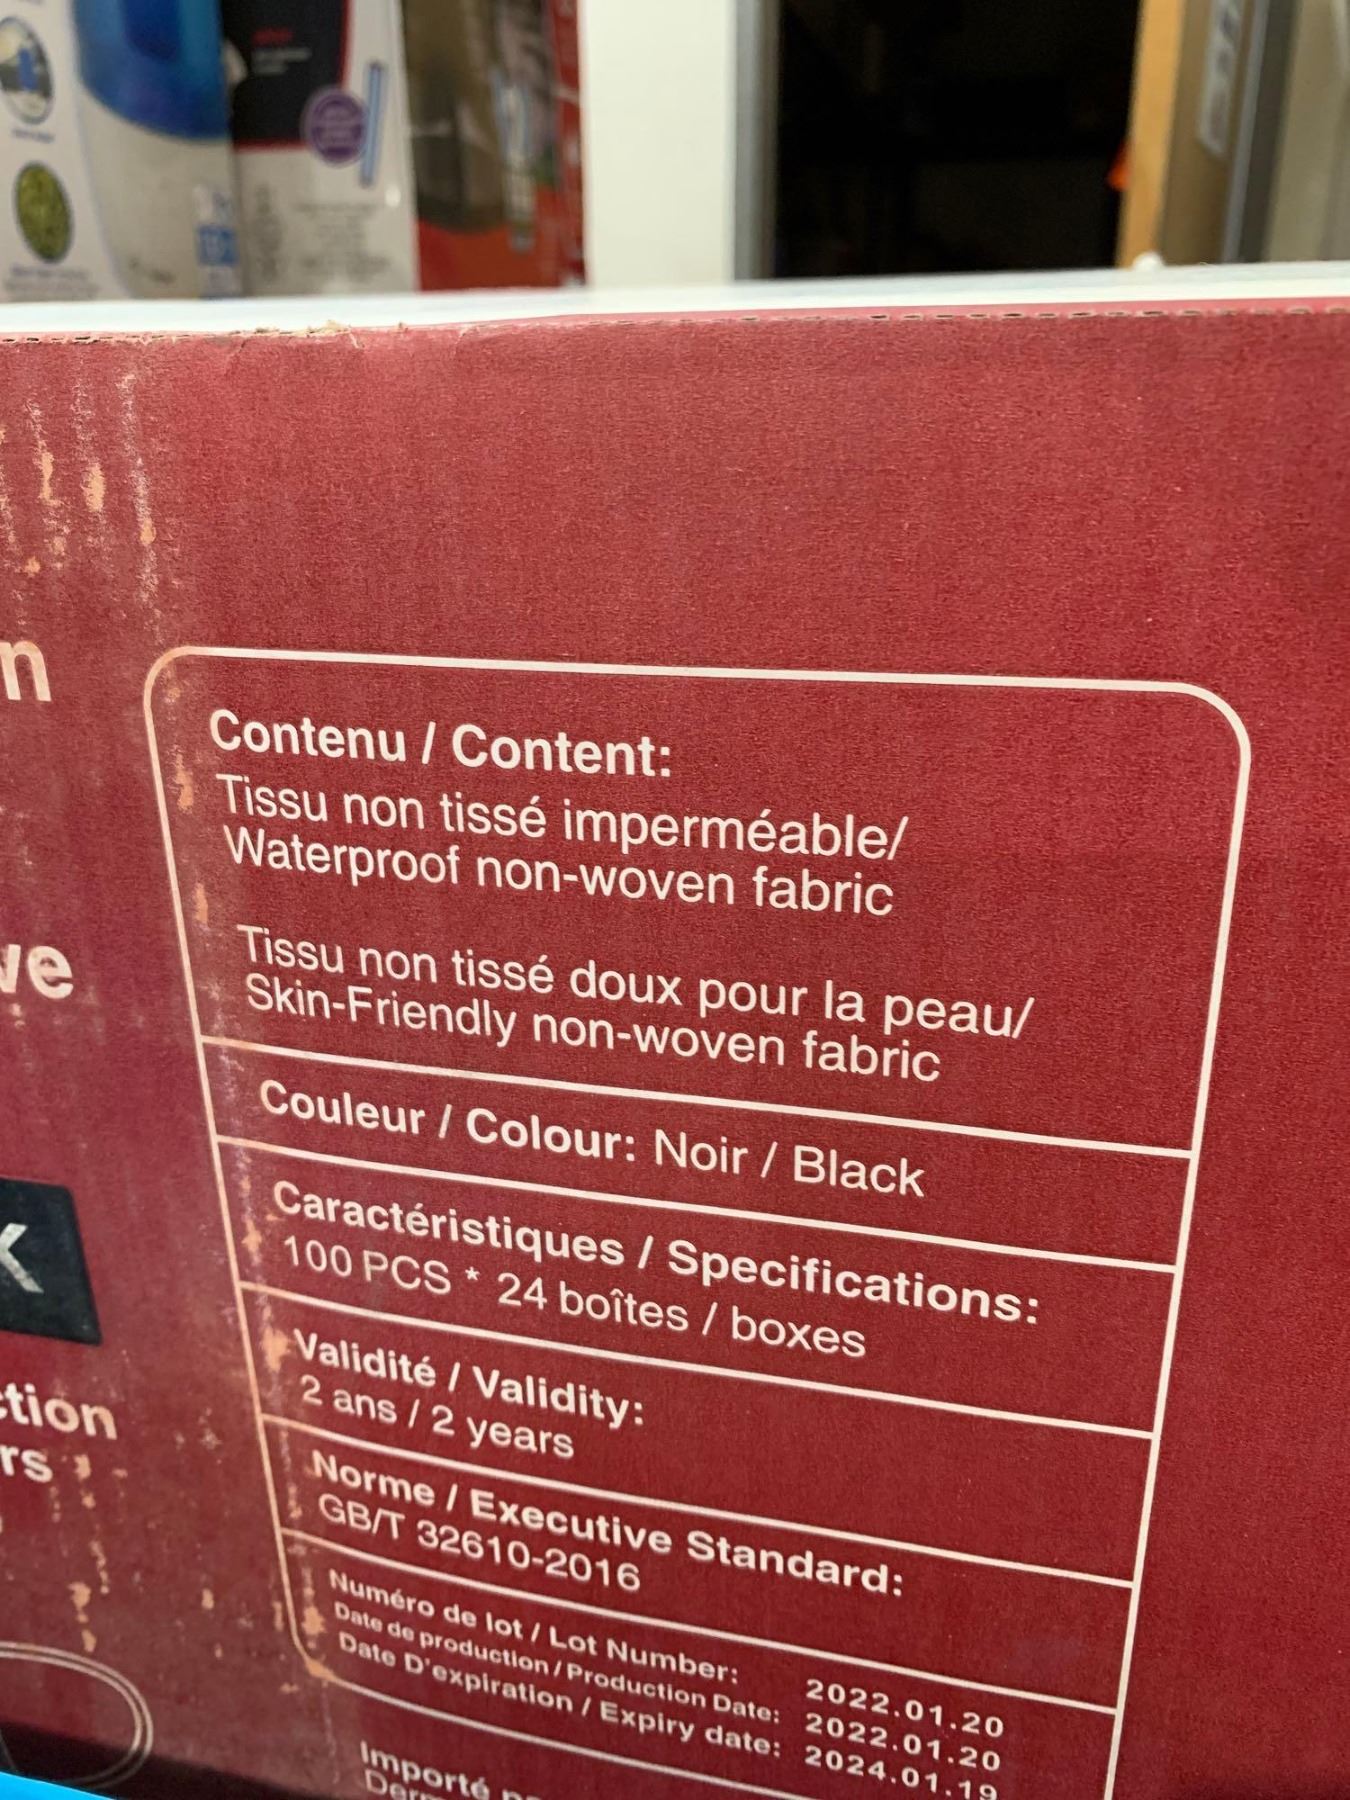 Contenu / Content:
Tissu non tissé imperméable/
Waterproof non-woven fabric
Tissu non tissé doux pour la peau/
Skin-Friendly non-woven fabric
Couleur / Colour: Noir / Black
Caractéristiques / Specifications:
100 PCS * 24 boîtes / boxes
Validité / Validity:
2 ans / 2 years
Norme / Executive Standard:
GB/T 32610-2016
Numéro de lot / Lot Number: 2022.01.20
Date de production / Production Date: 2022.01.20
Date D'expiration / Expiry date: 2024.01.19
Importé